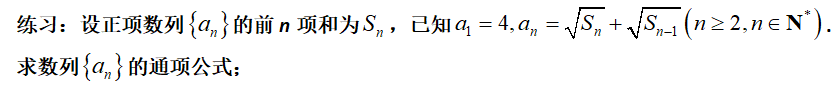 练习：设正项数列{aₙ}的前 n 项和为Sₙ，已知a₁ = 4, aₙ = √Sₙ + √Sₙ₋₁ (n ≥ 2, n ∈ N*).
求数列{aₙ}的通项公式；